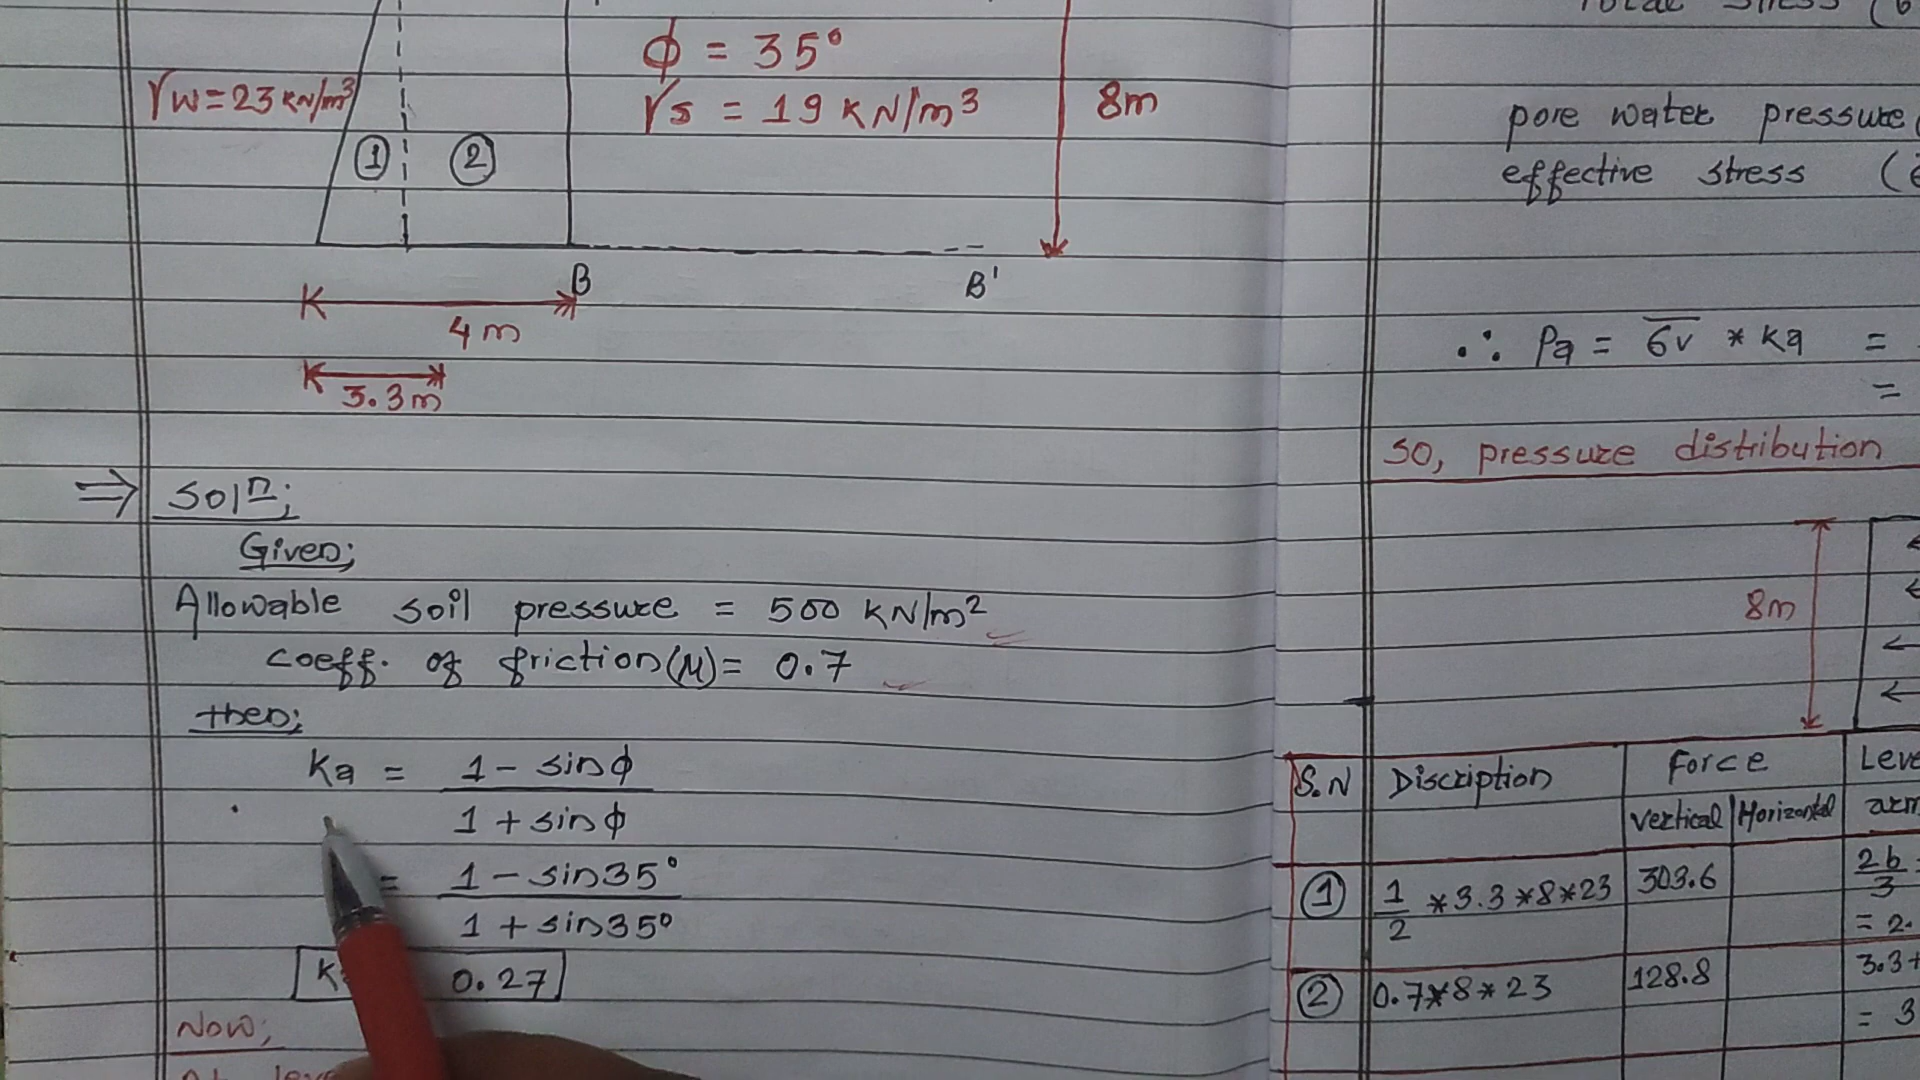 ϕ = 35°
γw=23 KN/m³
γs = 19 KN/m³
8m
① ②
B
B'
4 m
3.3m
⇒ Solⁿ;
Given;
Allowable soil pressure = 500 KN/m²
coeff. of friction(μ)= 0.7
then;
Ka = 1 - sinϕ
1 + sinϕ
= 1 - sin35°
1 + sin35°
0.27
Now;
pore water pressure
effective stress
∴ Pa = σv * Ka =
=
so, pressure distribution
8m
S.N Discription Force
Vertical Horizontal arm
① 1/2 *3.3*8*23 303.6 2b/3 =
= 2.
② 0.7*8*23 128.8 3.3+
= 3